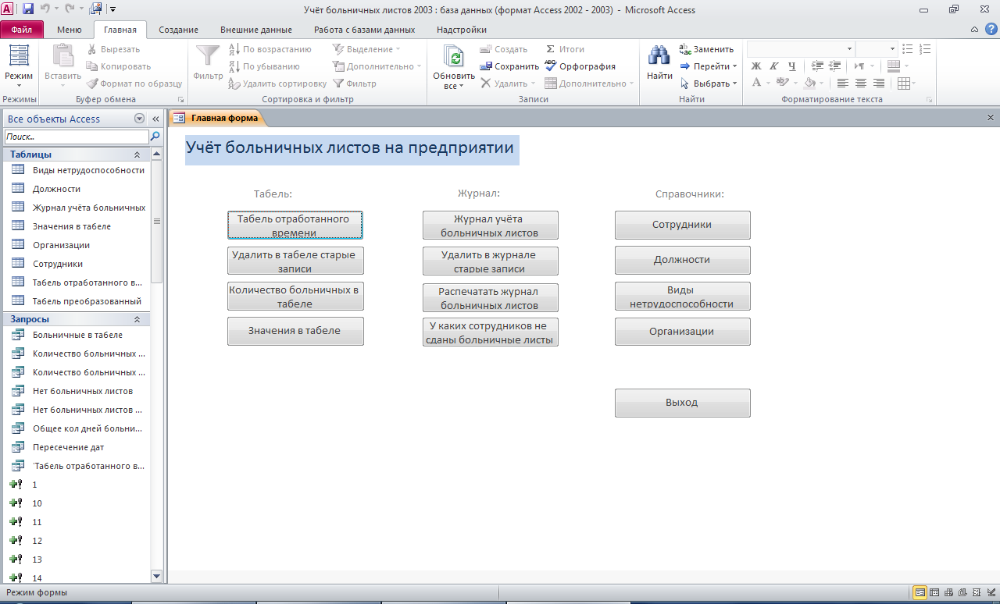 Учёт больничных листов 2003 : база данных (формат Access 2002 - 2003) - Microsoft Access
Файл Меню Главная Создание Внешние данные Работа с базами данных Надстройки
Режим
Режимы
Вставить
Вырезать
Копировать
Формат по образцу
Буфер обмена
Фильтр
По возрастанию
По убыванию
Удалить сортировку
Выделение
Дополнительно
Фильтр
Сортировка и фильтр
Обновить
все
Создать
Сохранить
Удалить
Итоги
Орфография
Дополнительно
Записи
Найти
Заменить
Перейти
Выбрать
Найти
Ж К Ч
А
Форматирование текста
Все объекты Access
Поиск...
Таблицы
Виды нетрудоспособности
Должности
Журнал учёта больничных
Значения в табеле
Организации
Сотрудники
Табель отработанного в...
Табель преобразованный
Запросы
Больничные в табеле
Количество больничных ...
Количество больничных ...
Нет больничных листов
Нет больничных листов ...
Общее кол дней больни...
Пересечение дат
'Табель отработанного в...
1
10
11
12
13
14
Главная форма
Учёт больничных листов на предприятии
Табель:
Табель отработанного
времени
Удалить в табеле старые
записи
Количество больничных в
табеле
Значения в табеле
Журнал:
Журнал учёта
больничных листов
Удалить в журнале
старые записи
Распечатать журнал
больничных листов
У каких сотрудников не
сданы больничные листы
Справочники:
Сотрудники
Должности
Виды
нетрудоспособности
Организации
Выход
Режим формы